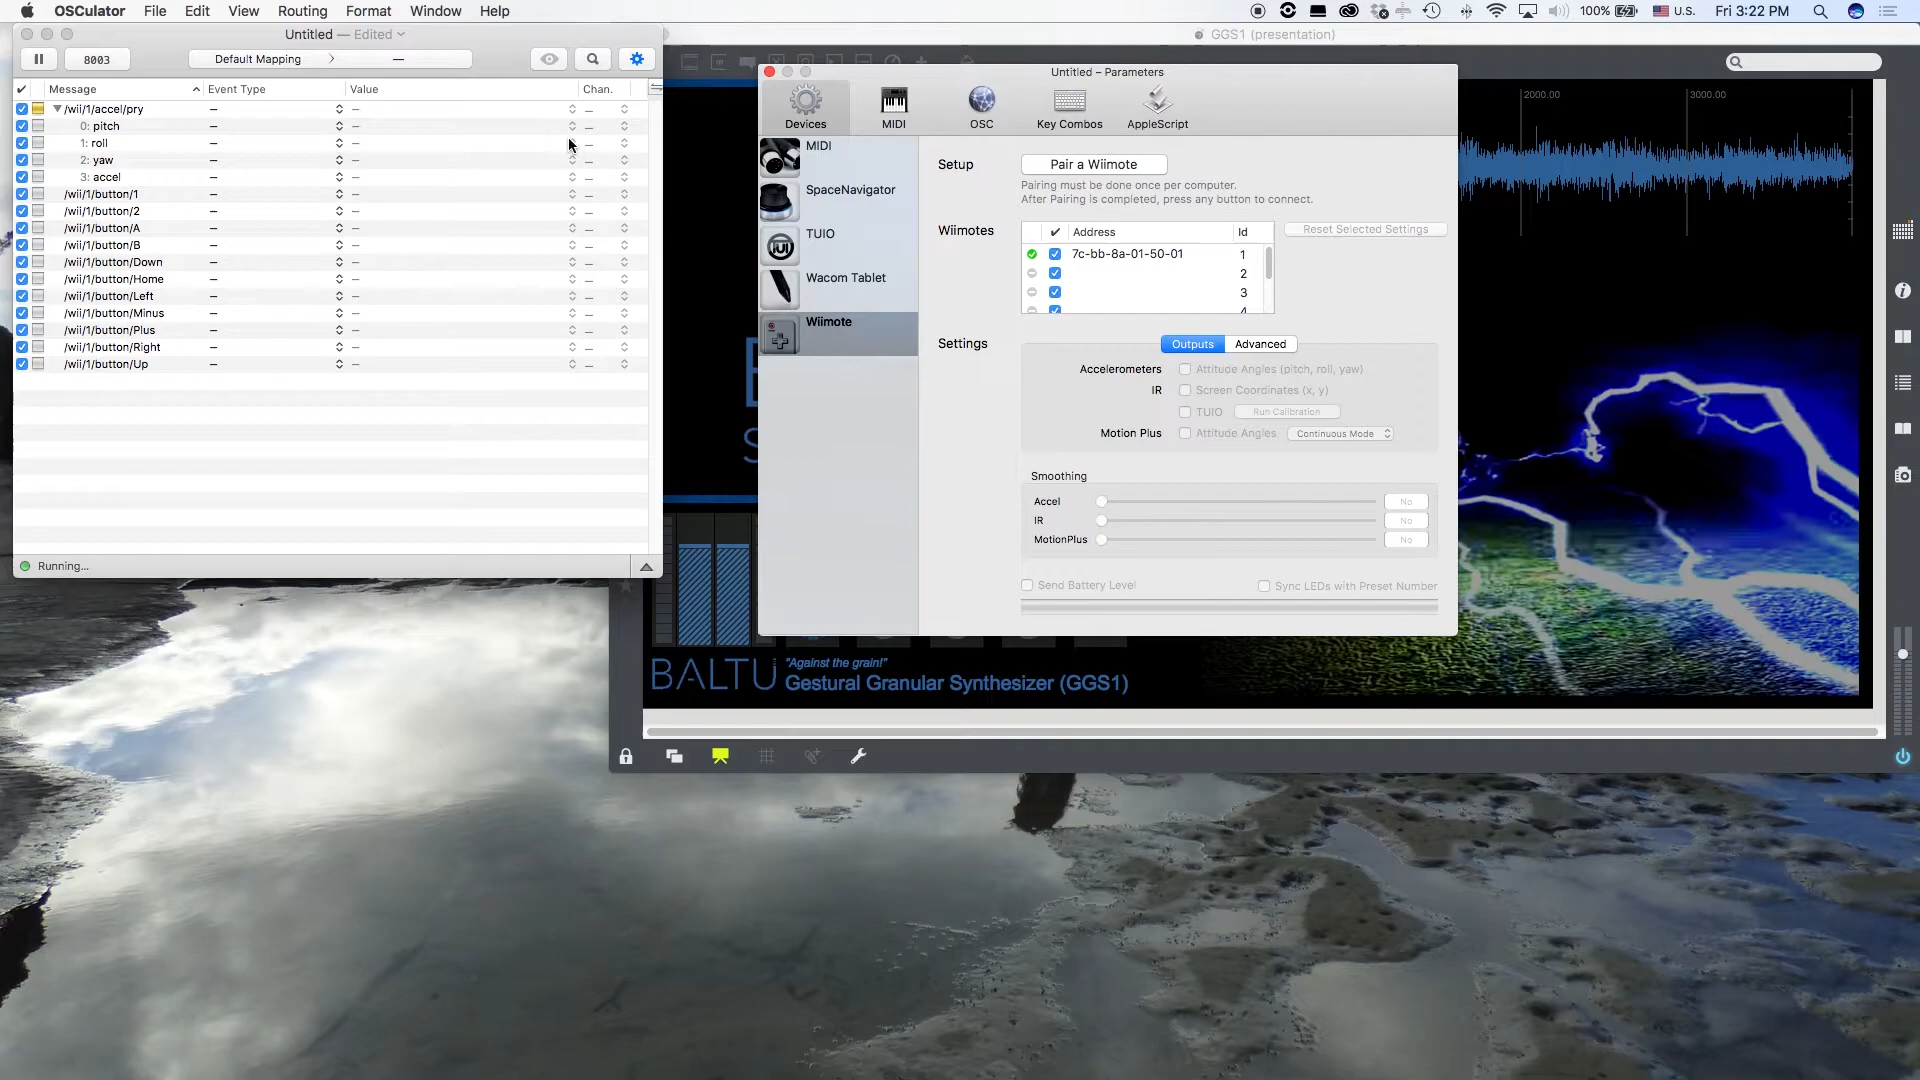 OSCulator File Edit View Routing Format Window Help 100% U.S. Fri 3:22 PM
Untitled — Edited
8003 Default Mapping —
Message Event Type Value Chan.
/wii/1/accel/pry – – –
0: pitch – – –
1: roll – – –
2: yaw – – –
3: accel – – –
/wii/1/button/1 – – –
/wii/1/button/2 – – –
/wii/1/button/A – – –
/wii/1/button/B – – –
/wii/1/button/Down – – –
/wii/1/button/Home – – –
/wii/1/button/Left – – –
/wii/1/button/Minus – – –
/wii/1/button/Plus – – –
/wii/1/button/Right – – –
/wii/1/button/Up – – –
Running...
GGS1 (presentation)
Untitled – Parameters
Devices MIDI OSC Key Combos AppleScript
MIDI
SpaceNavigator
TUIO
Wacom Tablet
Wiimote
Setup Pair a Wiimote
Pairing must be done once per computer.
After Pairing is completed, press any button to connect.
Wiimotes Reset Selected Settings
Address Id
7c-bb-8a-01-50-01 1
2
3
4
Settings Outputs Advanced
Accelerometers Attitude Angles (pitch, roll, yaw)
IR Screen Coordinates (x, y)
TUIO Run Calibration
Motion Plus Attitude Angles Continuous Mode
Smoothing
Accel No
IR No
MotionPlus No
Send Battery Level Sync LEDs with Preset Number
2000.00 3000.00
BALTU "Against the grain!"
Gestural Granular Synthesizer (GGS1)